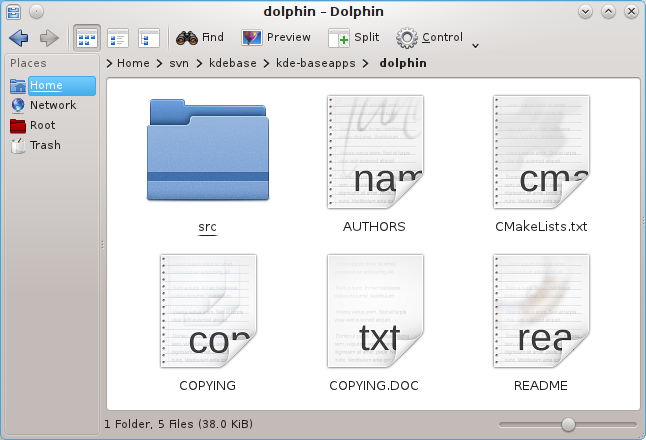 dolphin – Dolphin
Find Preview Split Control
Places
Home
Network
Root
Trash
Home svn kdebase kde-baseapps dolphin
nam
cma
src AUTHORS CMakeLists.txt
cop
txt
rea
COPYING COPYING.DOC README
1 Folder, 5 Files (38.0 KiB)